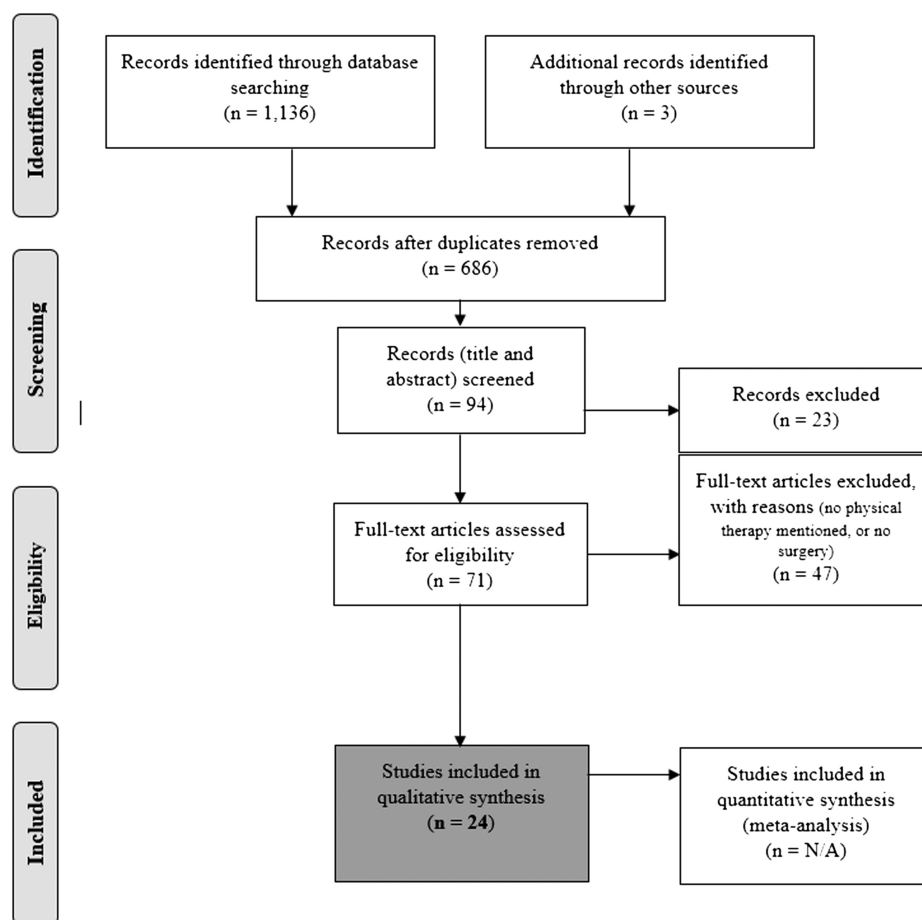 Identification
Records identified through database
searching
(n = 1,136)
Additional records identified
through other sources
(n = 3)
Records after duplicates removed
(n = 686)
Screening
Records (title and
abstract) screened
(n = 94)
Records excluded
(n = 23)
Eligibility
Full-text articles assessed
for eligibility
(n = 71)
Full-text articles excluded,
with reasons (no physical
therapy mentioned, or no
surgery)
(n = 47)
Included
Studies included in
qualitative synthesis
(n = 24)
Studies included in
quantitative synthesis
(meta-analysis)
(n = N/A)